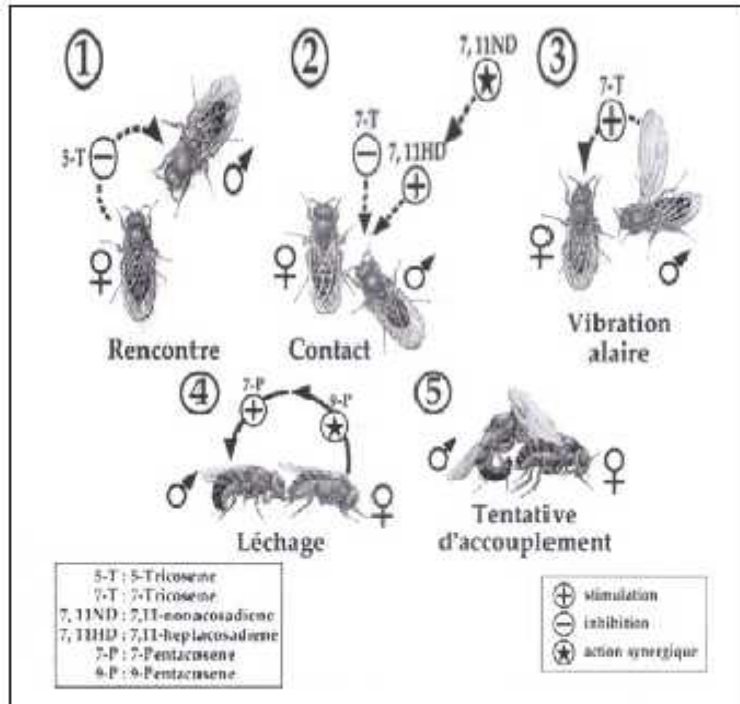 1
2
3
7, 11ND
7-T
7-T
5-T
7, 11HD
♀
♂
♀
♂
♀
♂
Rencontre
Contact
Vibration
alaire
4
7-P
9-P
5
♂
♀
♂
♀
Léchage
Tentative
d'accouplement
5-T : 5-Tricosene
7-T : 7-Tricosene
7, 11ND : 7,11-nonacosadiene
7, 11HD : 7,11-heptacosadiene
7-P : 7-Pentacosene
9-P : 9-Pentacosene
+ stimulation
− inhibition
★ action synergique